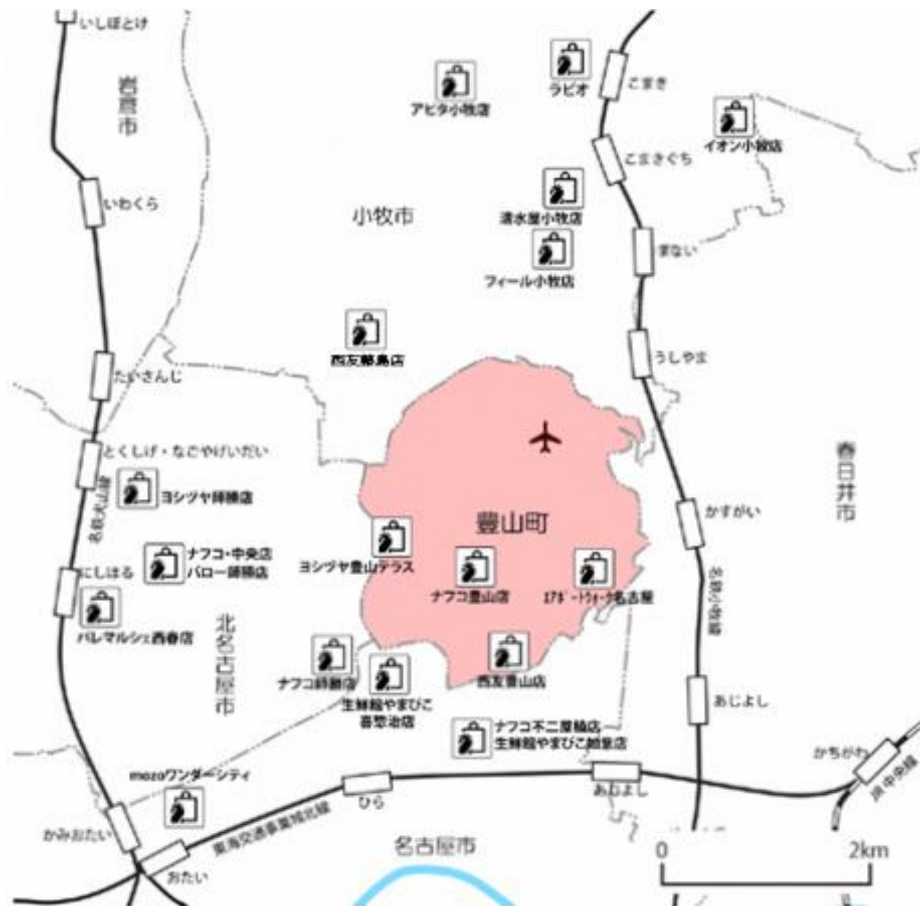 いしぼとけ
ラピオ
こまき
アピタ小牧店
岩倉市
イオン小牧店
こまきぐち
いわくら
小牧市
清水屋小牧店
まない
フィール小牧店
西友館島店
うしやま
たいさんじ
とくしげ・なごやげいだい
春日井市
名鉄犬山線
ヨシヅヤ師勝店
かすがい
豊山町
ナフコ・中央店
バロー師勝店
ヨシヅヤ豊山テラス
にしはる
ナフコ豊山店
エアポートウォーク名古屋
名鉄小牧線
パレマルシェ西春店
北名古屋市
ナフコ師勝店
西友豊山店
生鮮館やまびこ
喜惣治店
あじよし
ナフコ不二屋楠店
生鮮館やまびこ如意店
かちがわ
mozoワンダーシティ
JR中央線
ひら
あじよし
かみおたい
東海交通事業城北線
名古屋市
おたい
0
2km